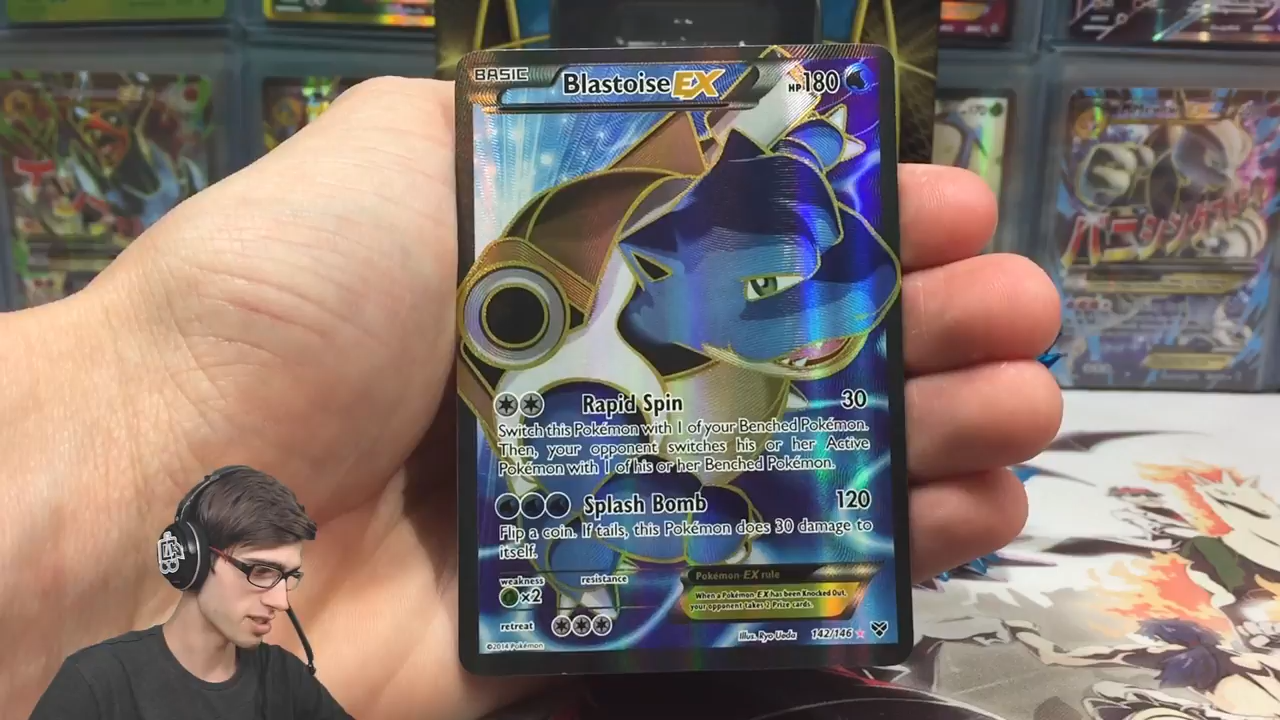 BASIC Blastoise EX HP180
Rapid Spin 30
Switch this Pokémon with 1 of your Benched Pokémon.
Then, your opponent switches his or her Active
Pokémon with 1 of his or her Benched Pokémon.
Splash Bomb 120
Flip a coin. If tails, this Pokémon does 30 damage to
itself.
weakness resistance
×2
Pokémon-EX rule
When a Pokémon-EX has been Knocked Out,
your opponent takes 2 Prize cards.
retreat
©2014 Pokémon
Illus. Ryo Ueda 142/146